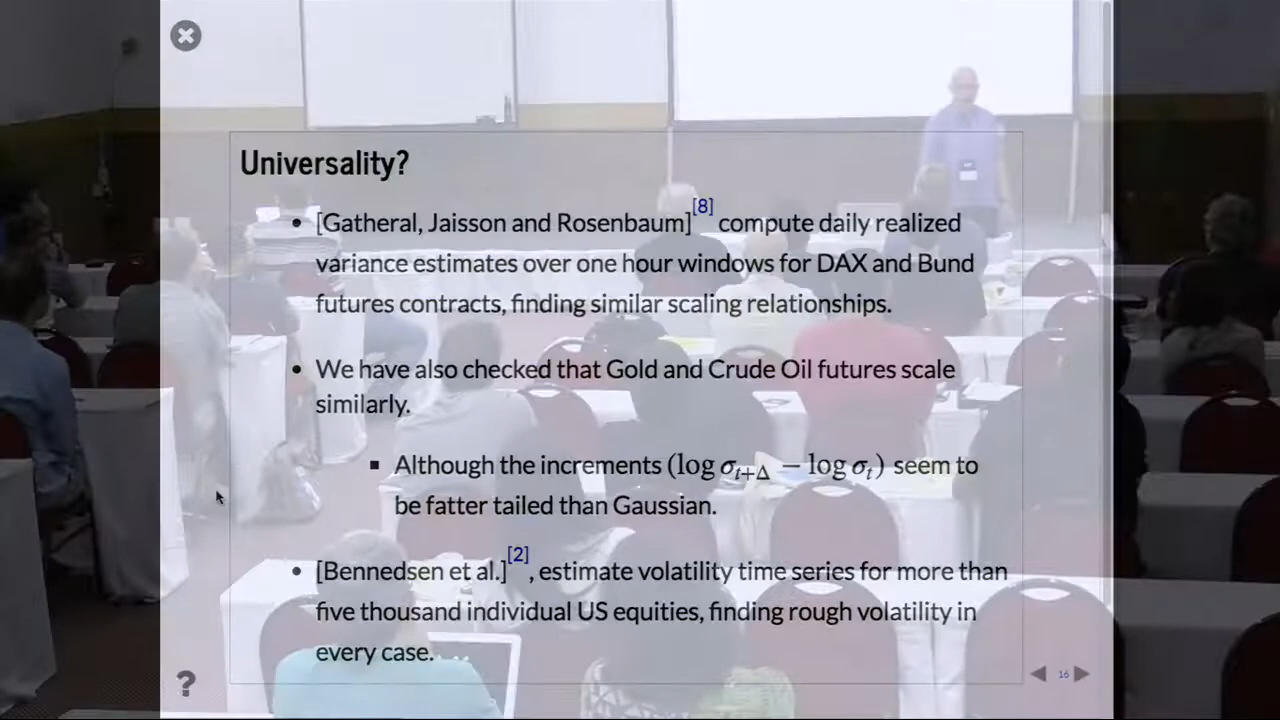 Universality?
• [Gatheral, Jaisson and Rosenbaum][8] compute daily realized
variance estimates over one hour windows for DAX and Bund
futures contracts, finding similar scaling relationships.
• We have also checked that Gold and Crude Oil futures scale
similarly.
▪ Although the increments (log σ_{t+Δ} − log σ_t) seem to
be fatter tailed than Gaussian.
• [Bennedsen et al.][2], estimate volatility time series for more than
five thousand individual US equities, finding rough volatility in
every case.
?
16